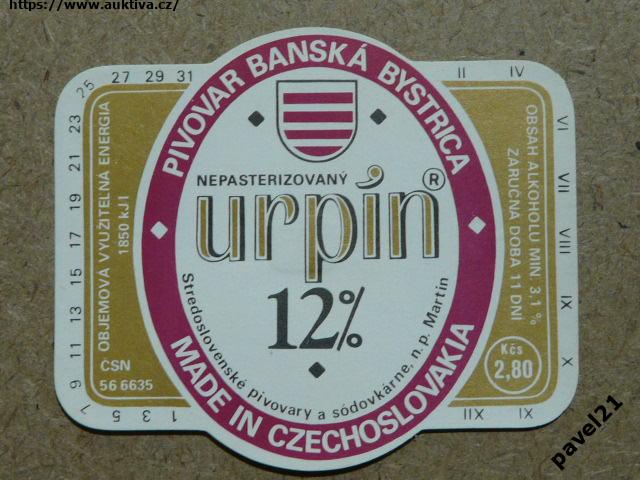 https://www.auktiva.cz/
PIVOVAR BANSKÁ BYSTRICA
NEPASTERIZOVANÝ
urpín ®
12%
Stredoslovenské pivovary a sódovkárne, n. p. Martin
MADE IN CZECHOSLOVAKIA
OBJEMOVÁ VYUŽITELNÁ ENERGIA
1850 kJ l
ČSN
56 6635
OBSAH ALKOHOLU MIN. 3,1 %
ZÁRUČNÁ DOBA 11 DNÍ
Kčs
2,80
1 3 5 7 9 11 13 15 17 19 21 23 25 27 29 31
II IV VI VII VIII IX X XI XII
pavel21